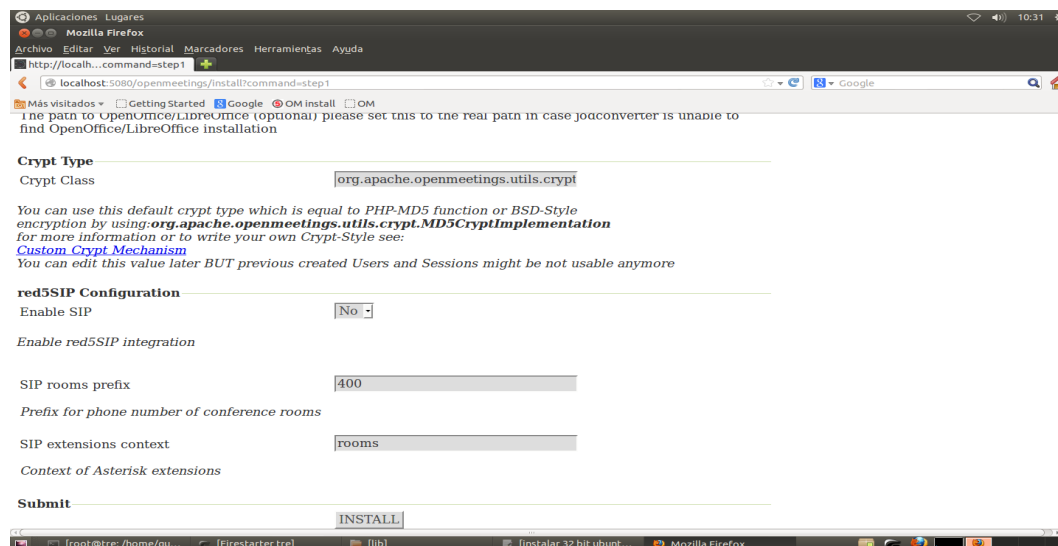 Aplicaciones Lugares
10:31
Mozilla Firefox
Archivo Editar Ver Historial Marcadores Herramientas Ayuda
http://localh...command=step1
localhost:5080/openmeetings/install?command=step1
Google
Más visitados
Getting Started
Google
OM install
OM
The path to OpenOffice/LibreOffice (optional) please set this to the real path in case jodconverter is unable to
find OpenOffice/LibreOffice installation
Crypt Type
Crypt Class
org.apache.openmeetings.utils.crypt
You can use this default crypt type which is equal to PHP-MD5 function or BSD-Style
encryption by using:org.apache.openmeetings.utils.crypt.MD5CryptImplementation
for more information or to write your own Crypt-Style see:
Custom Crypt Mechanism
You can edit this value later BUT previous created Users and Sessions might be not usable anymore
red5SIP Configuration
Enable SIP
No
Enable red5SIP integration
SIP rooms prefix
400
Prefix for phone number of conference rooms
SIP extensions context
rooms
Context of Asterisk extensions
Submit
INSTALL
[root@tre: /home/gu...
[Firestarter tre]
[lib]
[instalar 32 bit ubunt...
Mozilla Firefox